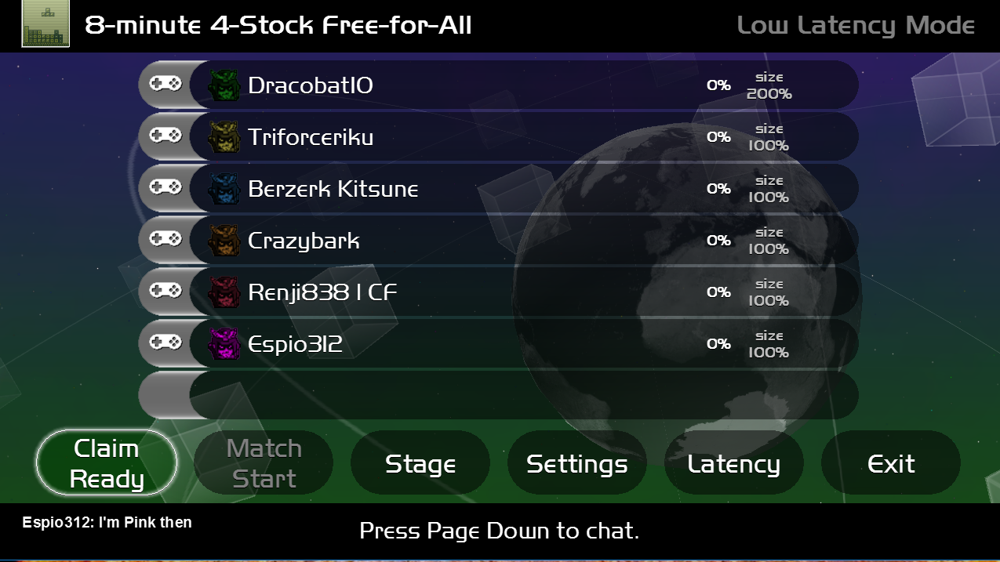 8-minute 4-Stock Free-for-All
Low Latency Mode
Dracobat10 0% size 200%
Triforceriku 0% size 100%
Berzerk Kitsune 0% size 100%
Crazybark 0% size 100%
Renji838 | CF 0% size 100%
Espio312 0% size 100%
Claim Ready
Match Start
Stage
Settings
Latency
Exit
Espio312: I'm Pink then
Press Page Down to chat.